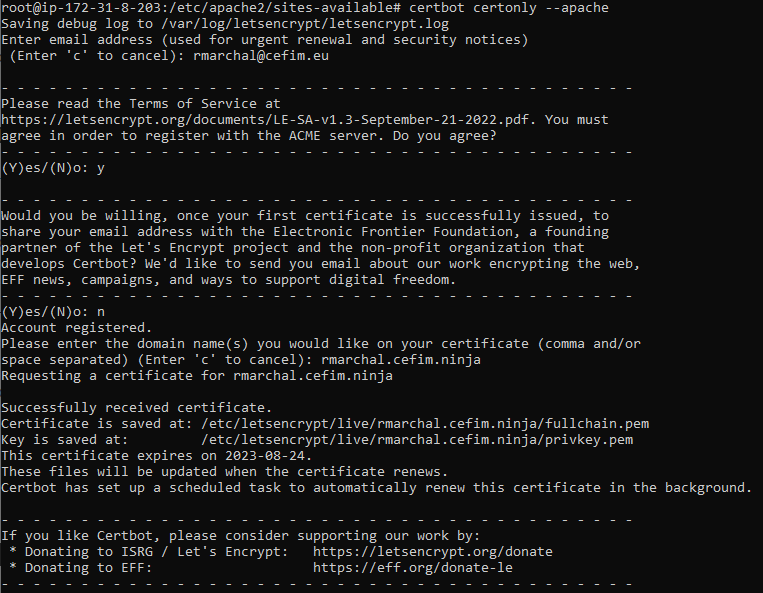 root@ip-172-31-8-203:/etc/apache2/sites-available# certbot certonly --apache
Saving debug log to /var/log/letsencrypt/letsencrypt.log
Enter email address (used for urgent renewal and security notices)
 (Enter 'c' to cancel): rmarchal@cefim.eu

- - - - - - - - - - - - - - - - - - - - - - - - - - - - - - - - - - - - - - - -
Please read the Terms of Service at
https://letsencrypt.org/documents/LE-SA-v1.3-September-21-2022.pdf. You must
agree in order to register with the ACME server. Do you agree?
- - - - - - - - - - - - - - - - - - - - - - - - - - - - - - - - - - - - - - - -
(Y)es/(N)o: y

- - - - - - - - - - - - - - - - - - - - - - - - - - - - - - - - - - - - - - - -
Would you be willing, once your first certificate is successfully issued, to
share your email address with the Electronic Frontier Foundation, a founding
partner of the Let's Encrypt project and the non-profit organization that
develops Certbot? We'd like to send you email about our work encrypting the web,
EFF news, campaigns, and ways to support digital freedom.
- - - - - - - - - - - - - - - - - - - - - - - - - - - - - - - - - - - - - - - -
(Y)es/(N)o: n
Account registered.
Please enter the domain name(s) you would like on your certificate (comma and/or
space separated) (Enter 'c' to cancel): rmarchal.cefim.ninja
Requesting a certificate for rmarchal.cefim.ninja

Successfully received certificate.
Certificate is saved at: /etc/letsencrypt/live/rmarchal.cefim.ninja/fullchain.pem
Key is saved at:         /etc/letsencrypt/live/rmarchal.cefim.ninja/privkey.pem
This certificate expires on 2023-08-24.
These files will be updated when the certificate renews.
Certbot has set up a scheduled task to automatically renew this certificate in the background.

- - - - - - - - - - - - - - - - - - - - - - - - - - - - - - - - - - - - - - - -
If you like Certbot, please consider supporting our work by:
 * Donating to ISRG / Let's Encrypt:   https://letsencrypt.org/donate
 * Donating to EFF:                    https://eff.org/donate-le
- - - - - - - - - - - - - - - - - - - - - - - - - - - - - - - - - - - - - - - -